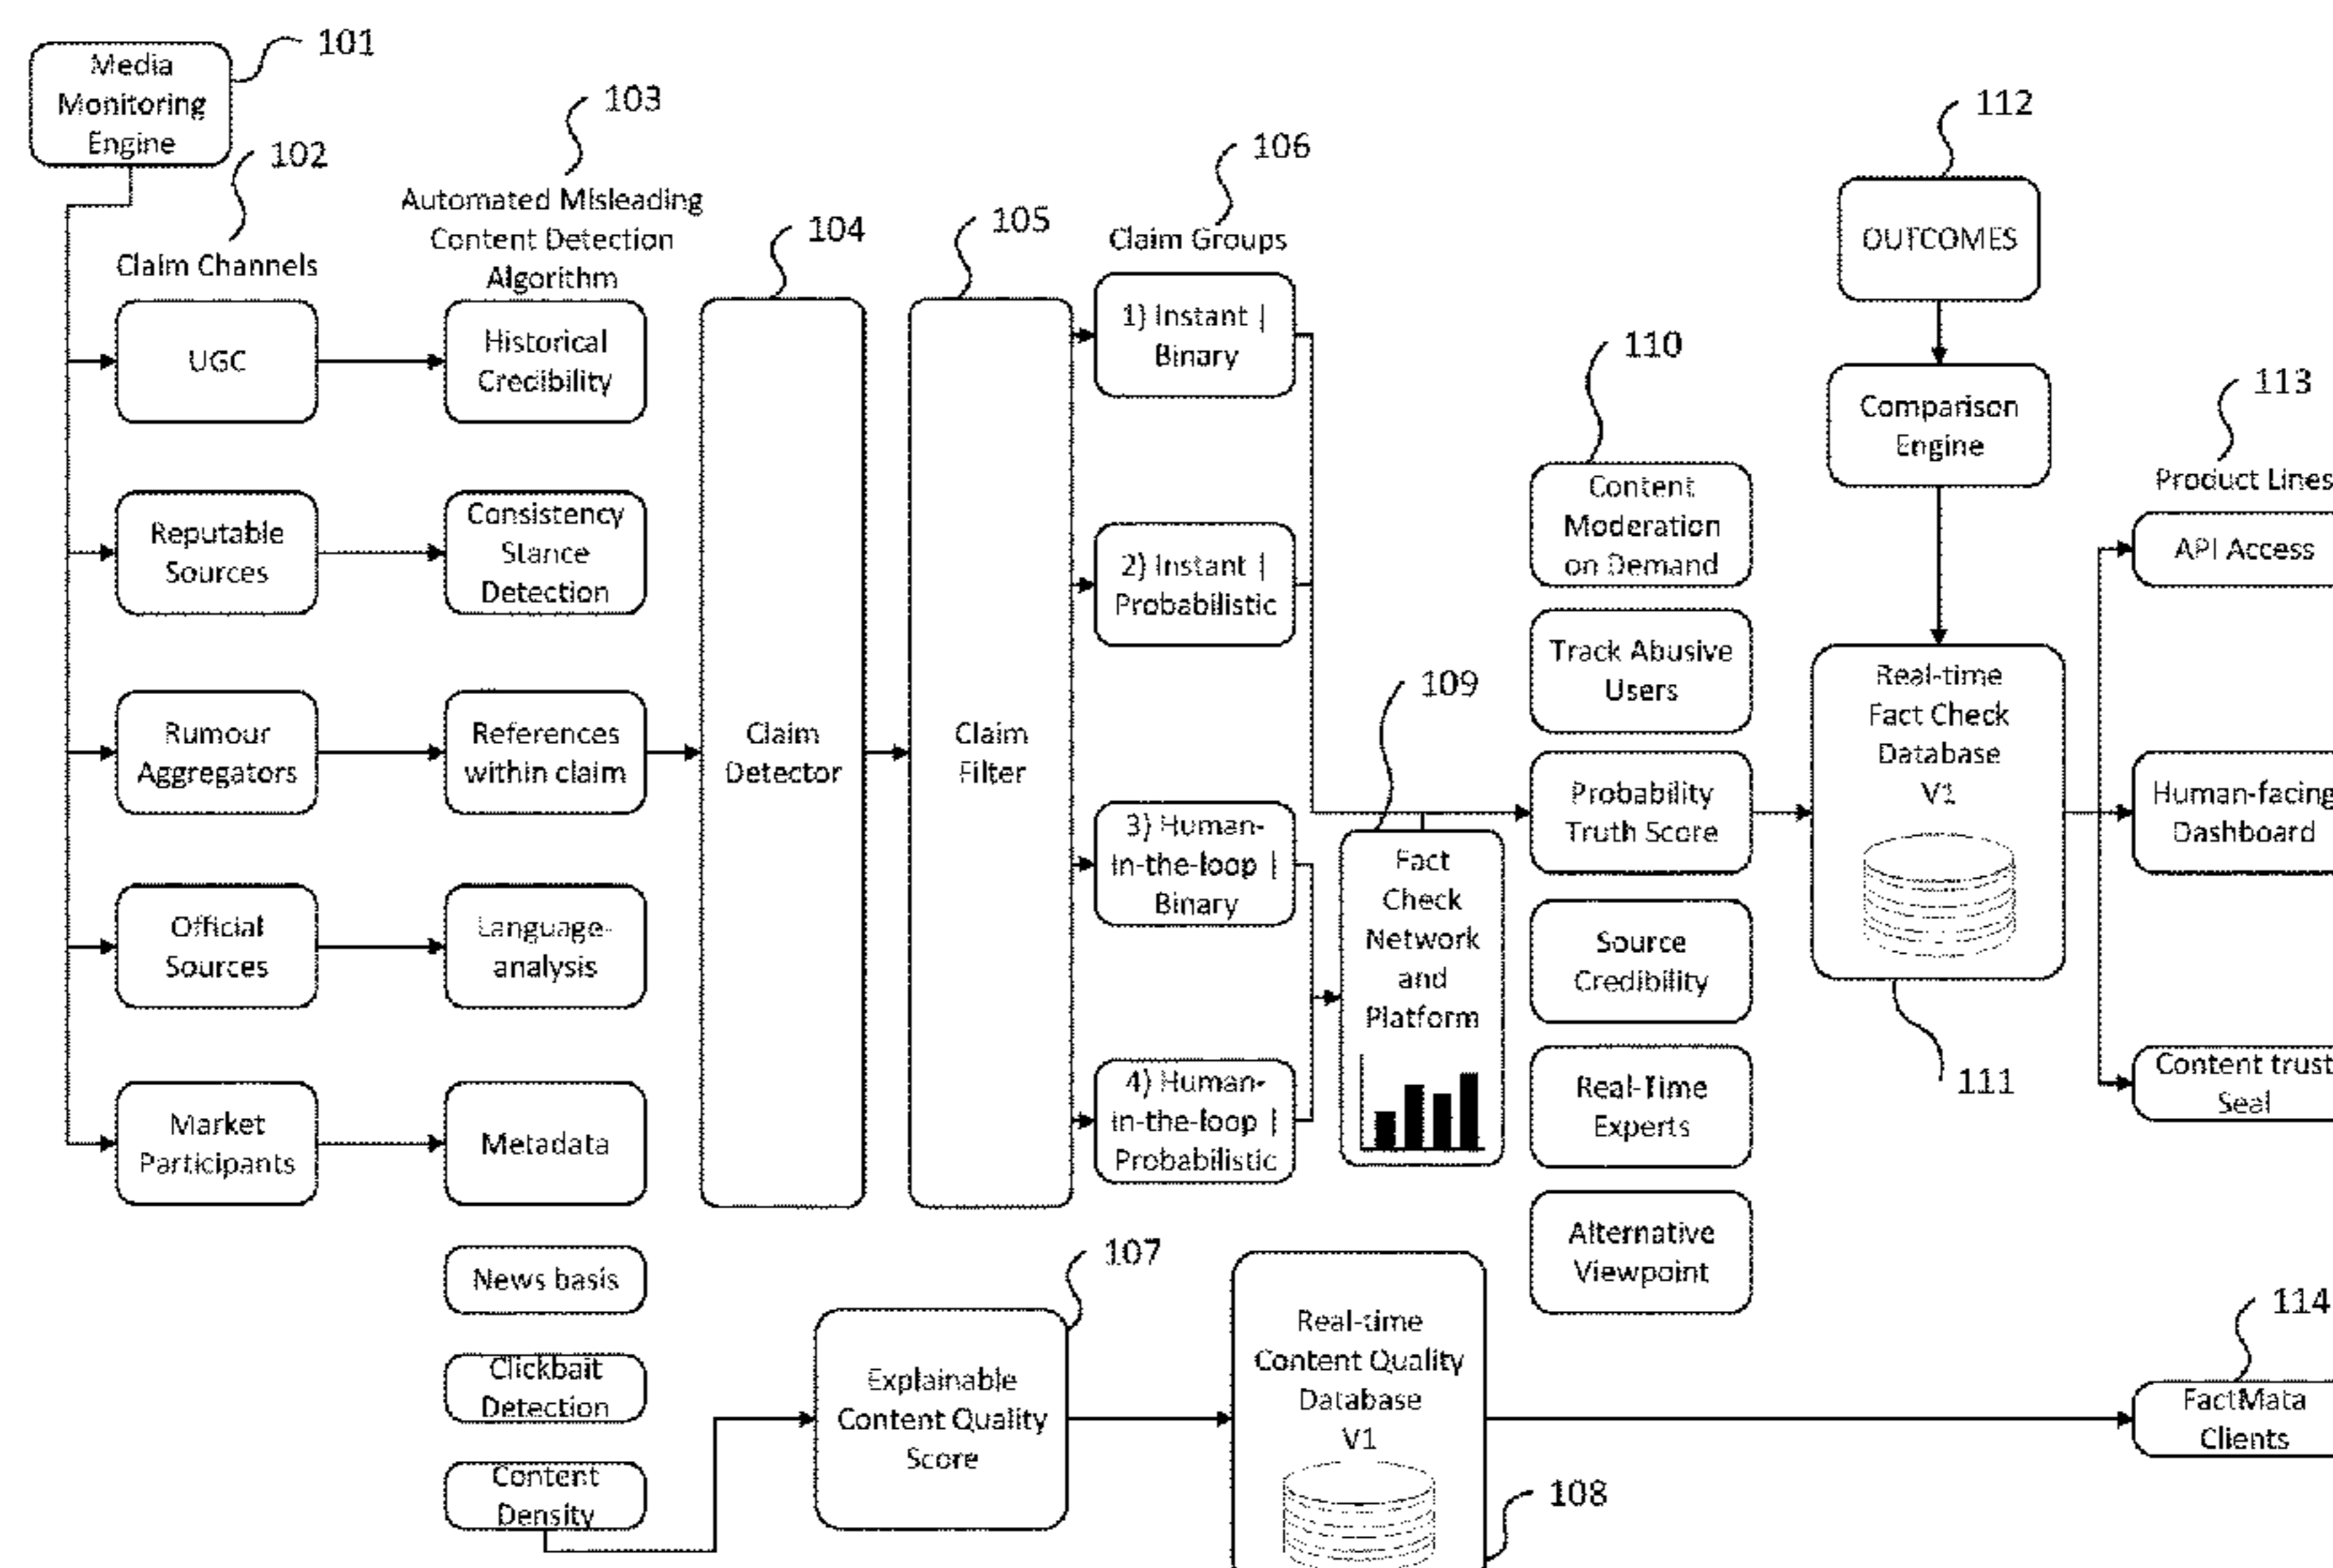 101
Media
Monitoring
Engine
102
103
Automated Misleading
Content Detection
Algorithm
104
105
106
Claim Groups
112
OUTCOMES
Comparison
Engine
113
Product Lines
Claim Channels
UGC
Reputable
Sources
Rumour
Aggregators
Official
Sources
Market
Participants
Historical
Credibility
Consistency
Stance
Detection
References
within claim
Language-
analysis
Metadata
News basis
Clickbait
Detection
Content
Density
Claim
Detector
Claim
Filter
1) Instant |
Binary
2) Instant |
Probabilistic
3) Human-
in-the-loop |
Binary
4) Human-
in-the-loop |
Probabilistic
109
Fact
Check
Network
and
Platform
110
Content
Moderation
on Demand
Track Abusive
Users
Probability
Truth Score
Source
Credibility
Real-Time
Experts
Alternative
Viewpoint
Real-time
Fact Check
Database
V1
111
API Access
Human-facing
Dashboard
Content trust
Seal
107
Explainable
Content Quality
Score
Real-time
Content Quality
Database
V1
108
114
FactMata
Clients